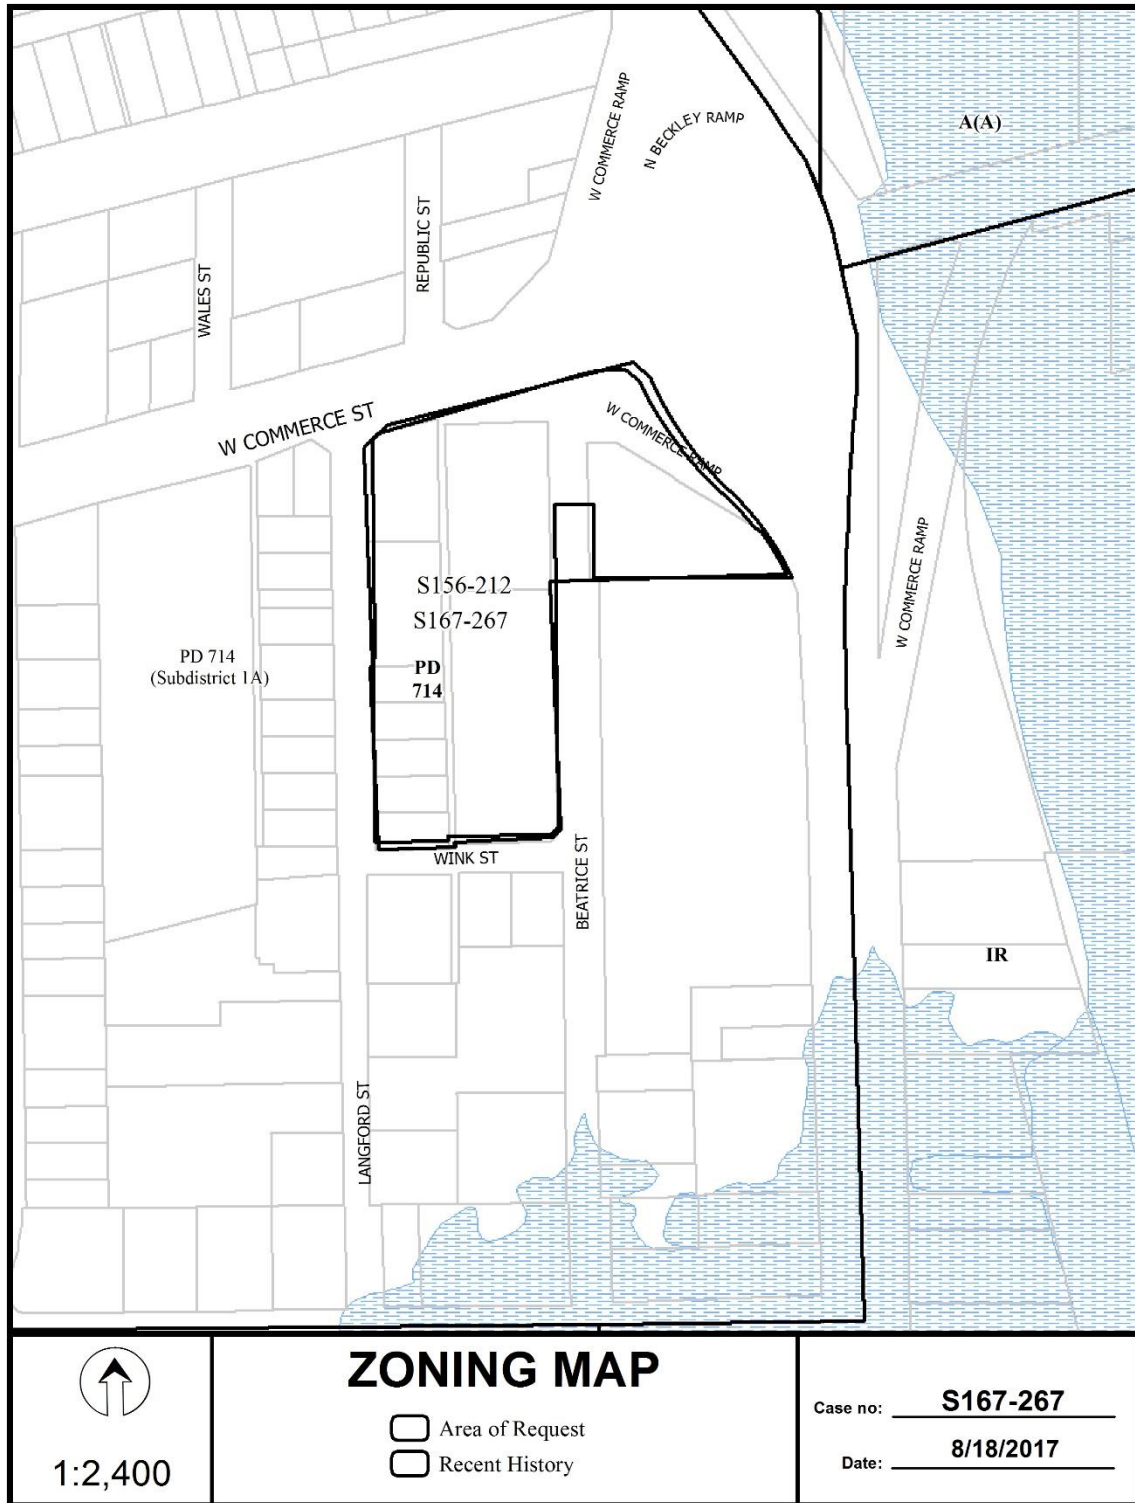 A(A)
W COMMERCE RAMP
N BECKLEY RAMP
REPUBLIC ST
WALES ST
W COMMERCE ST
W COMMERCE RAMP
W COMMERCE RAMP
S156-212
S167-267
PD 714
(Subdistrict 1A)
PD
714
WINK ST
BEATRICE ST
IR
LANGFORD ST
1:2,400
ZONING MAP
Area of Request
Recent History
Case no: S167-267
Date: 8/18/2017